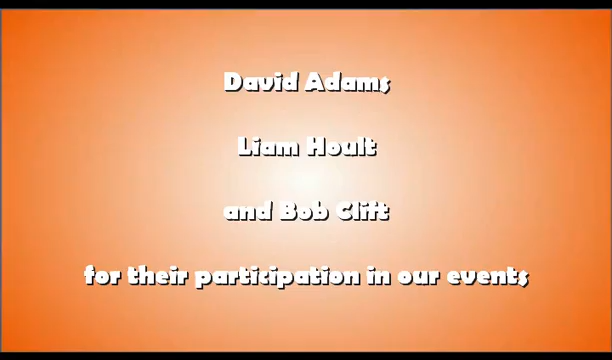 David Adams
Liam Hoult
and Bob Clift
for their participation in our events